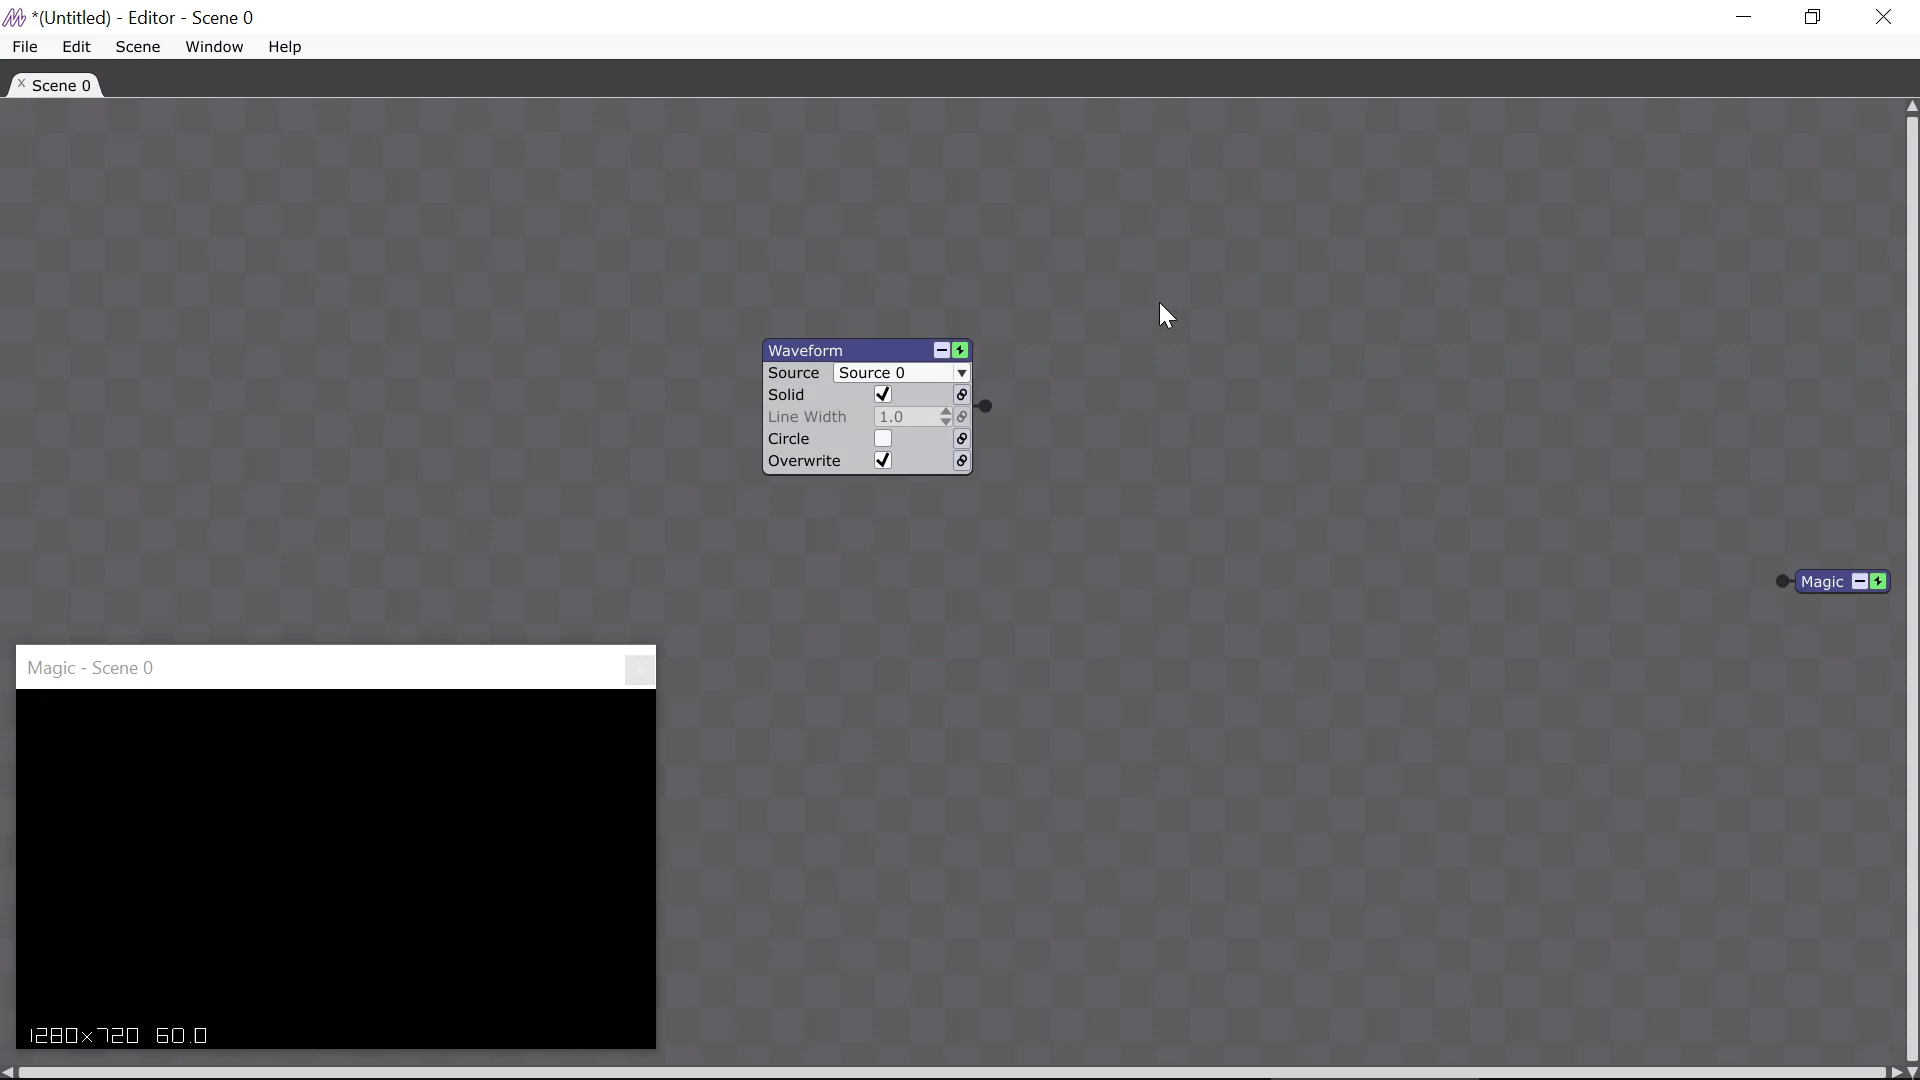 *(Untitled) - Editor - Scene 0
File Edit Scene Window Help
x Scene 0
Waveform
Source Source 0
Solid
Line Width 1.0
Circle
Overwrite
Magic
Magic - Scene 0
1280x720 60.0